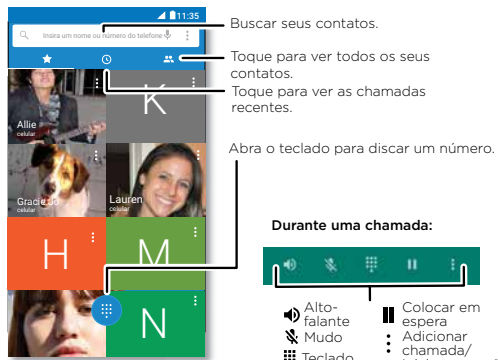 11:35
Insira um nome ou número do telefone
Buscar seus contatos.
Toque para ver todos os seus
contatos.
Toque para ver as chamadas
recentes.
Allie
celular
K
Abra o teclado para discar um número.
Gracie Jo
celular
Lauren
celular
H
M
N
Durante uma chamada:
Alto-
falante
Mudo
Teclado
Colocar em
espera
Adicionar
chamada/